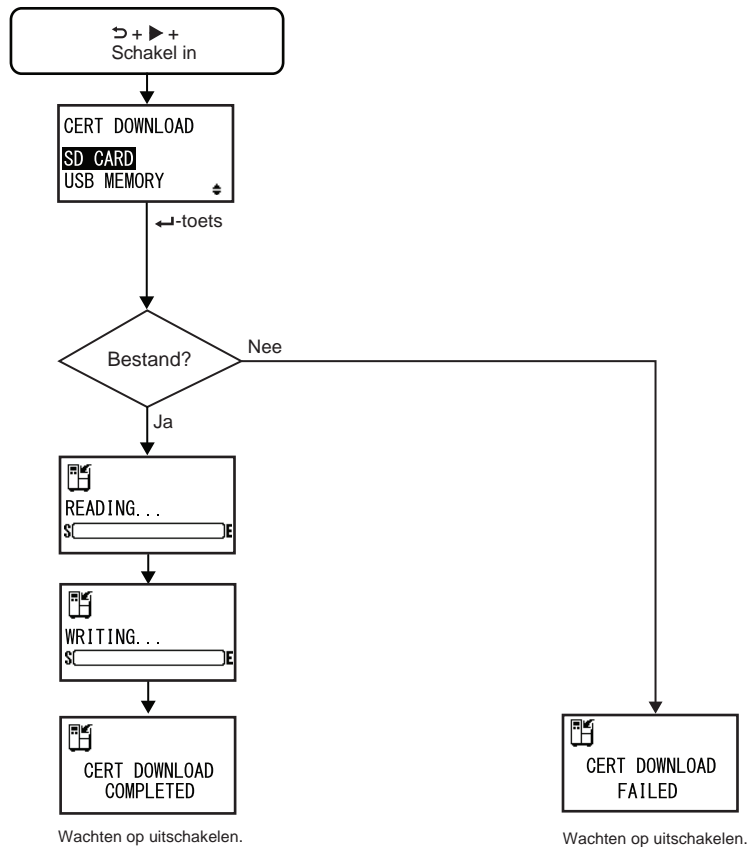 ⮌ + ▶ +
Schakel in
CERT DOWNLOAD
SD CARD
USB MEMORY
↵-toets
Bestand?
Nee
Ja
READING...
S E
WRITING...
S E
CERT DOWNLOAD
COMPLETED
Wachten op uitschakelen.
CERT DOWNLOAD
FAILED
Wachten op uitschakelen.